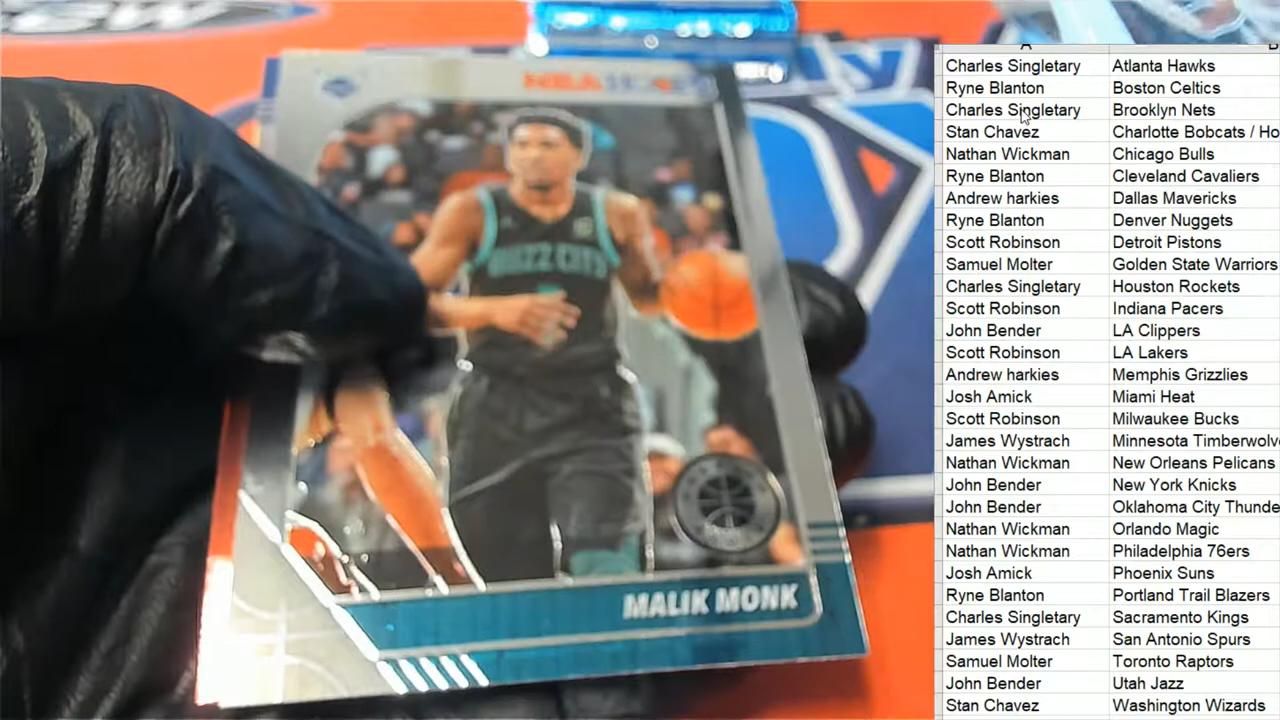 NBA HOOPS
BUZZ CITY
MALIK MONK
A
Charles Singletary Atlanta Hawks
Ryne Blanton Boston Celtics
Charles Singletary Brooklyn Nets
Stan Chavez Charlotte Bobcats / Ho
Nathan Wickman Chicago Bulls
Ryne Blanton Cleveland Cavaliers
Andrew harkies Dallas Mavericks
Ryne Blanton Denver Nuggets
Scott Robinson Detroit Pistons
Samuel Molter Golden State Warriors
Charles Singletary Houston Rockets
Scott Robinson Indiana Pacers
John Bender LA Clippers
Scott Robinson LA Lakers
Andrew harkies Memphis Grizzlies
Josh Amick Miami Heat
Scott Robinson Milwaukee Bucks
James Wystrach Minnesota Timberwolv
Nathan Wickman New Orleans Pelicans
John Bender New York Knicks
John Bender Oklahoma City Thunde
Nathan Wickman Orlando Magic
Nathan Wickman Philadelphia 76ers
Josh Amick Phoenix Suns
Ryne Blanton Portland Trail Blazers
Charles Singletary Sacramento Kings
James Wystrach San Antonio Spurs
Samuel Molter Toronto Raptors
John Bender Utah Jazz
Stan Chavez Washington Wizards